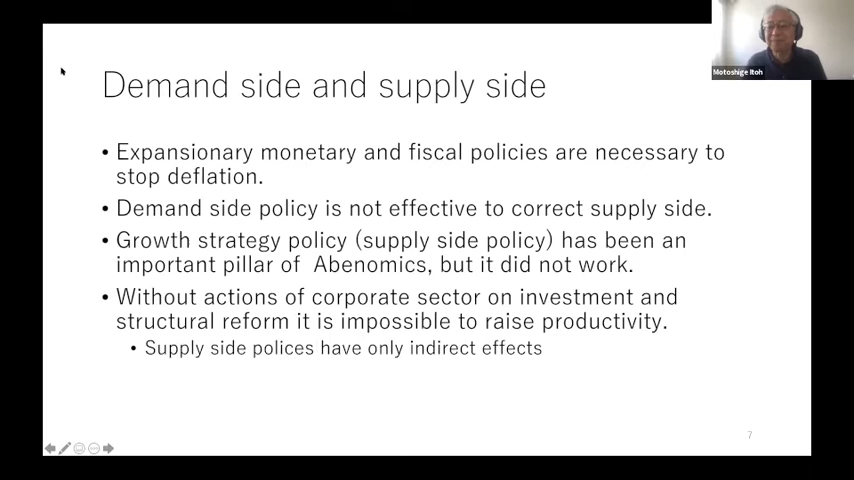 Motoshige Itoh
Demand side and supply side
• Expansionary monetary and fiscal policies are necessary to
stop deflation.
• Demand side policy is not effective to correct supply side.
• Growth strategy policy (supply side policy) has been an
important pillar of Abenomics, but it did not work.
• Without actions of corporate sector on investment and
structural reform it is impossible to raise productivity.
• Supply side polices have only indirect effects
7